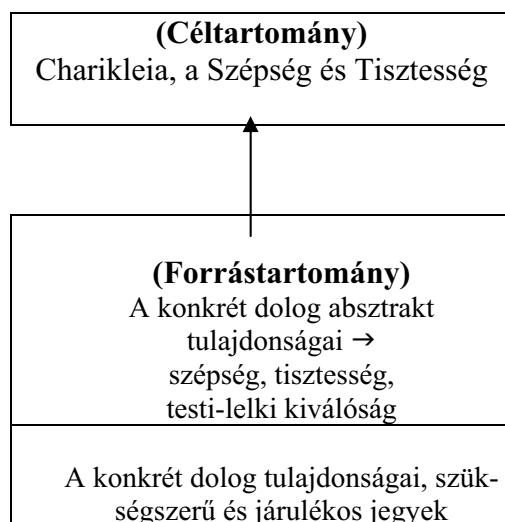 (Céltartomány)
Charikleia, a Szépség és Tisztesség
(Forrástartomány)
A konkrét dolog absztrakt
tulajdonságai →
szépség, tisztesség,
testi-lelki kiválóság
A konkrét dolog tulajdonságai, szük-
ségszerű és járulékos jegyek